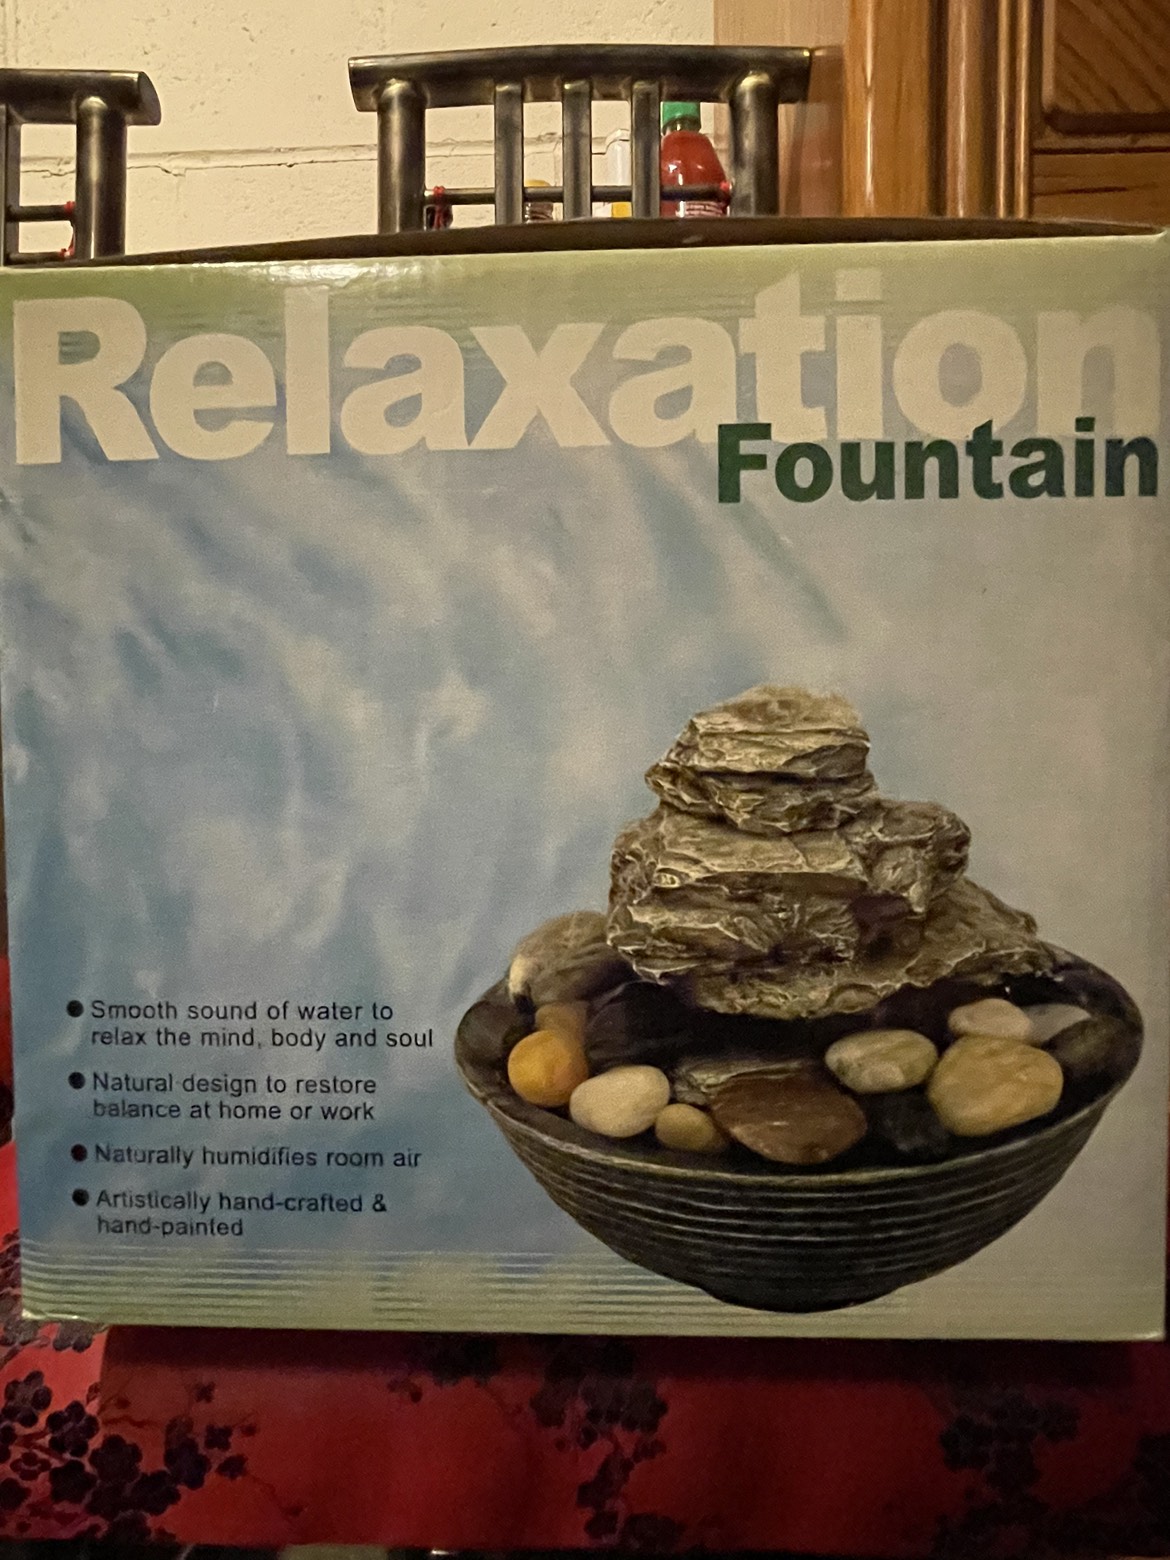 Relaxation
Fountain
Smooth sound of water to
relax the mind, body and soul
Natural design to restore
balance at home or work
Naturally humidifies room air
Artistically hand-crafted &
hand-painted